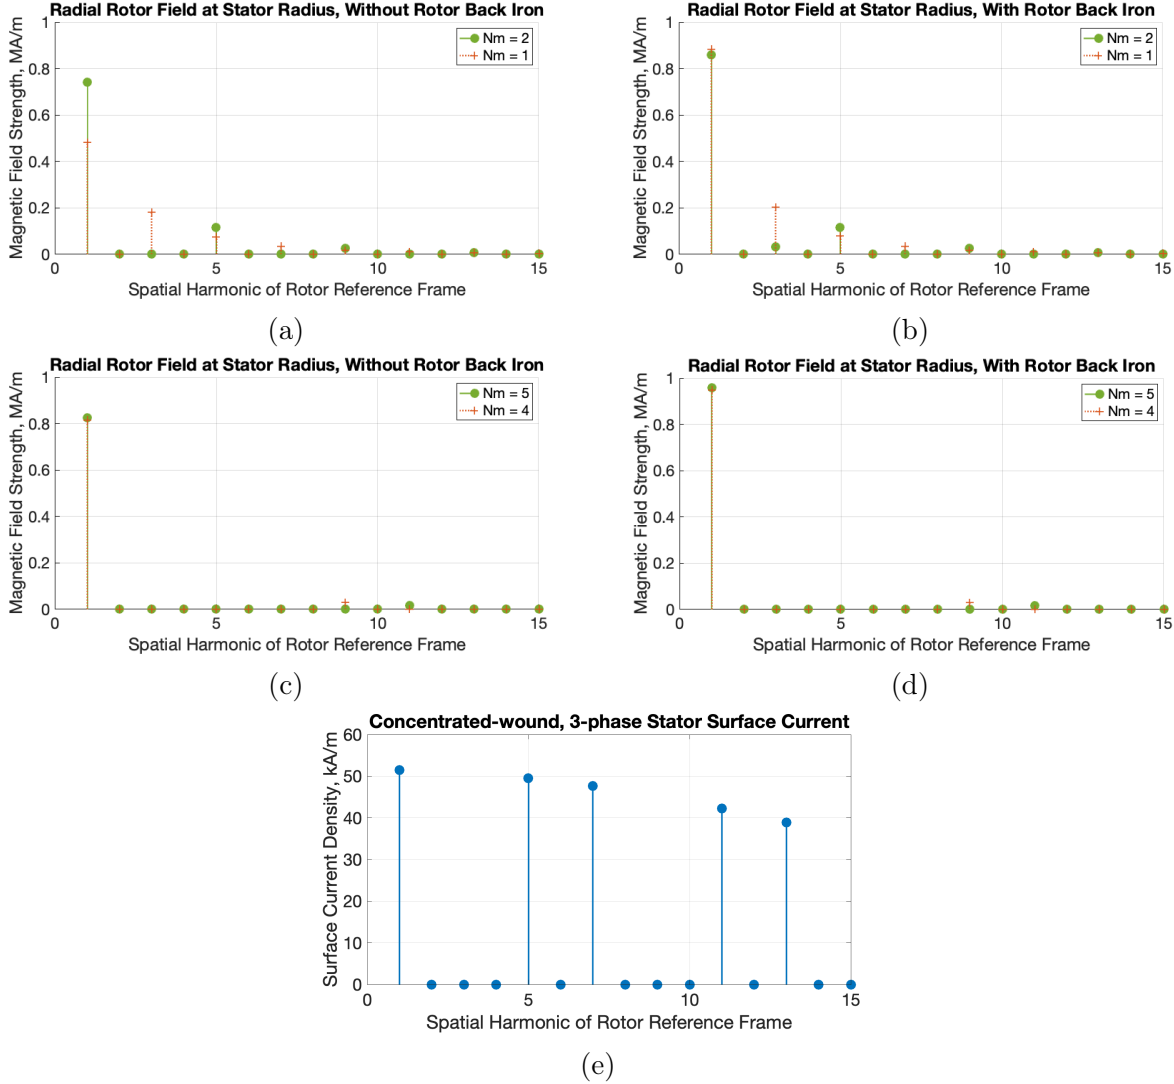 Radial Rotor Field at Stator Radius, Without Rotor Back Iron
Magnetic Field Strength, MA/m
1
0.8
0.6
0.4
0.2
0
0 5 10 15
Nm = 2
Nm = 1
Spatial Harmonic of Rotor Reference Frame
(a)
Radial Rotor Field at Stator Radius, With Rotor Back Iron
Magnetic Field Strength, MA/m
1
0.8
0.6
0.4
0.2
0
0 5 10 15
Nm = 2
Nm = 1
Spatial Harmonic of Rotor Reference Frame
(b)
Radial Rotor Field at Stator Radius, Without Rotor Back Iron
Magnetic Field Strength, MA/m
1
0.8
0.6
0.4
0.2
0
0 5 10 15
Nm = 5
Nm = 4
Spatial Harmonic of Rotor Reference Frame
(c)
Radial Rotor Field at Stator Radius, With Rotor Back Iron
Magnetic Field Strength, MA/m
1
0.8
0.6
0.4
0.2
0
0 5 10 15
Nm = 5
Nm = 4
Spatial Harmonic of Rotor Reference Frame
(d)
Concentrated-wound, 3-phase Stator Surface Current
Surface Current Density, kA/m
60
50
40
30
20
10
0
0 5 10 15
Spatial Harmonic of Rotor Reference Frame
(e)